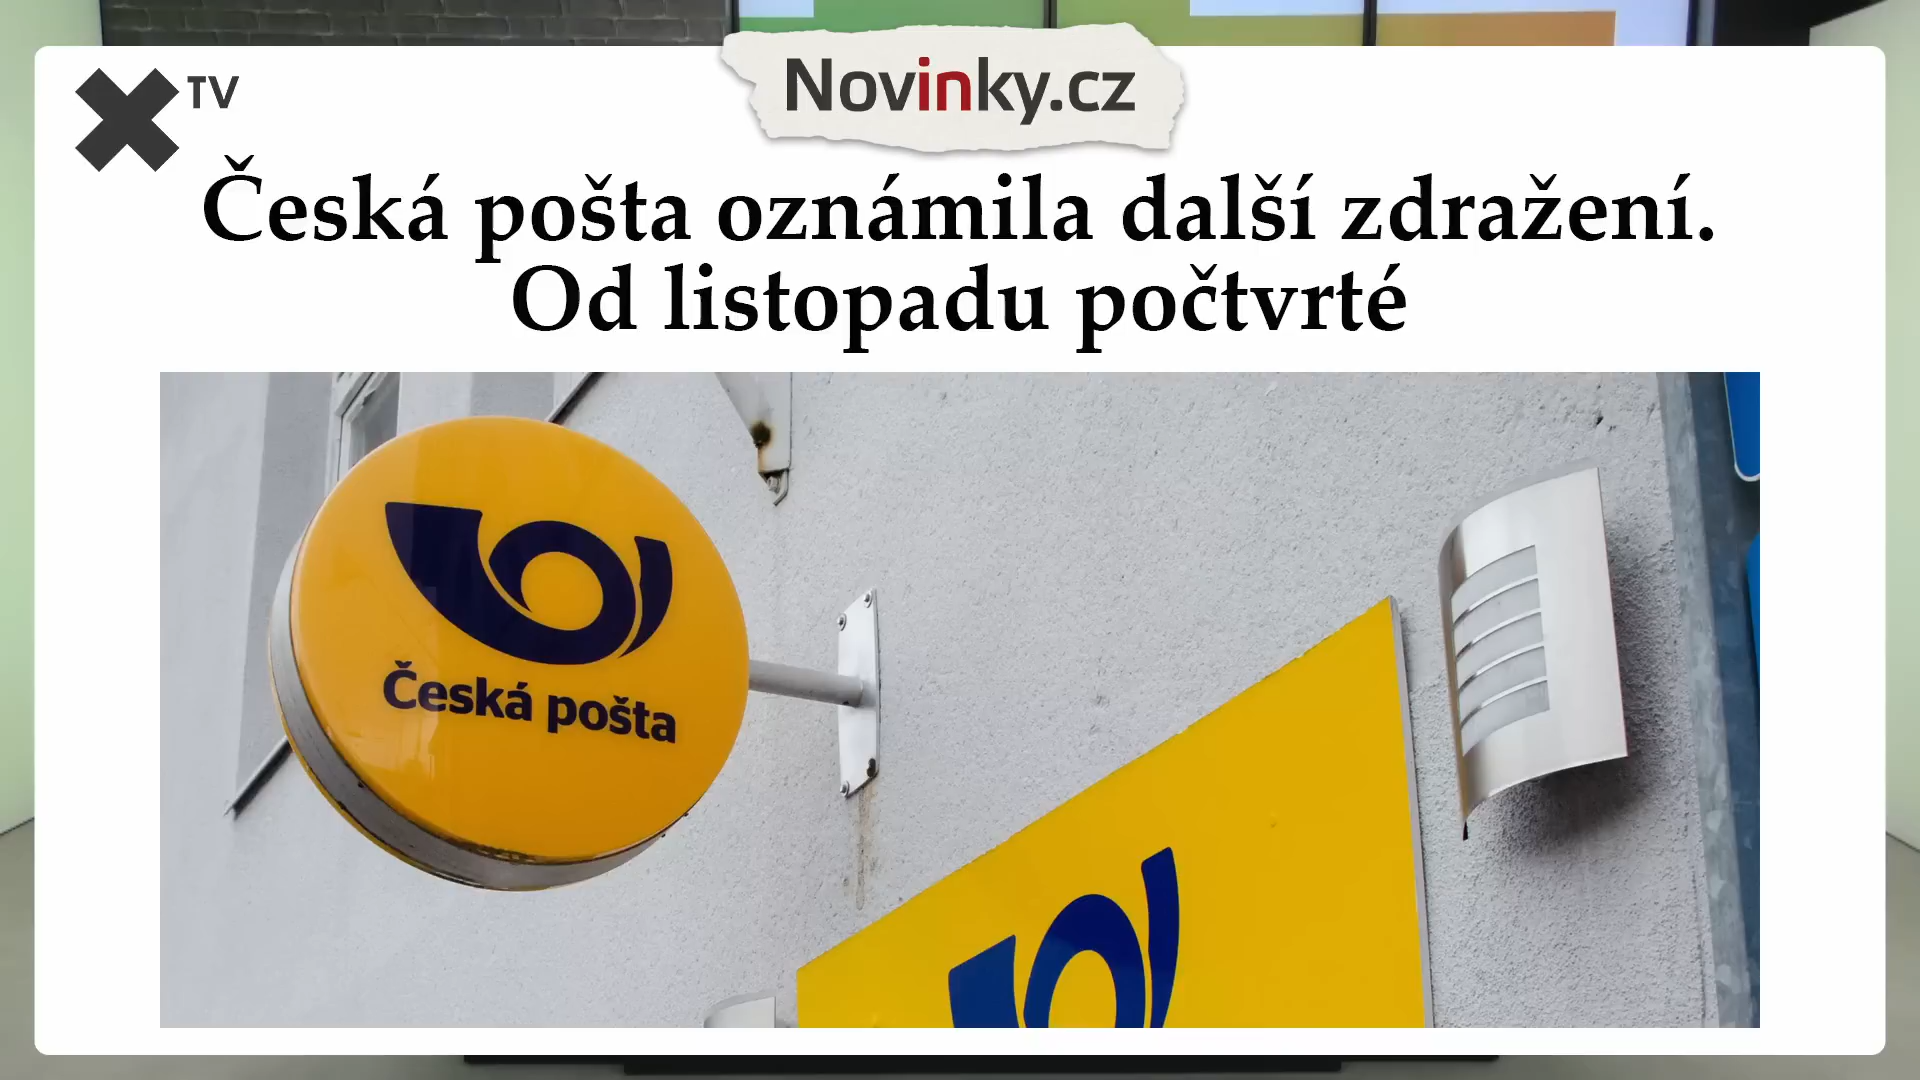 TV
Novinky.cz
Česká pošta oznámila další zdražení.
Od listopadu počtvrté
Česká pošta